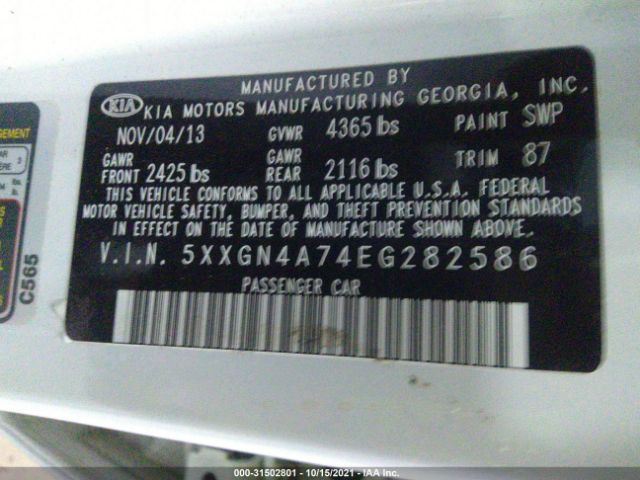 MANUFACTURED BY
KIA KIA MOTORS MANUFACTURING GEORGIA, INC.
NOV/04/13 GVWR 4365 lbs PAINT SWP
GAWR FRONT 2425 lbs GAWR REAR 2116 lbs TRIM 87
THIS VEHICLE CONFORMS TO ALL APPLICABLE U.S.A. FEDERAL
MOTOR VEHICLE SAFETY, BUMPER, AND THEFT PREVENTION STANDARDS
IN EFFECT ON THE DATE OF MANUFACTURE SHOWN ABOVE.
V.I.N. 5XXGN4A74EG282586
PASSENGER CAR
C565
000-31502801 - 10/15/2021 - IAA Inc.